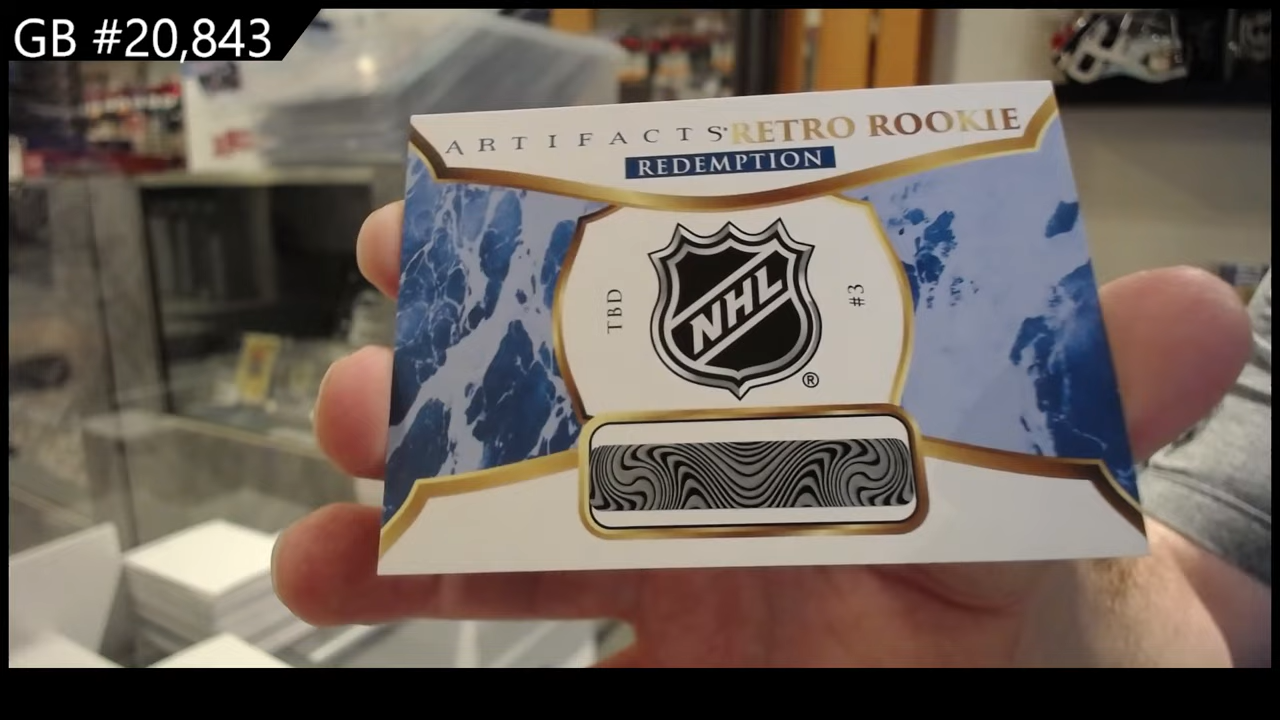 GB #20,843
ARTIFACTS RETRO ROOKIE
REDEMPTION
TBD
NHL
®
#3